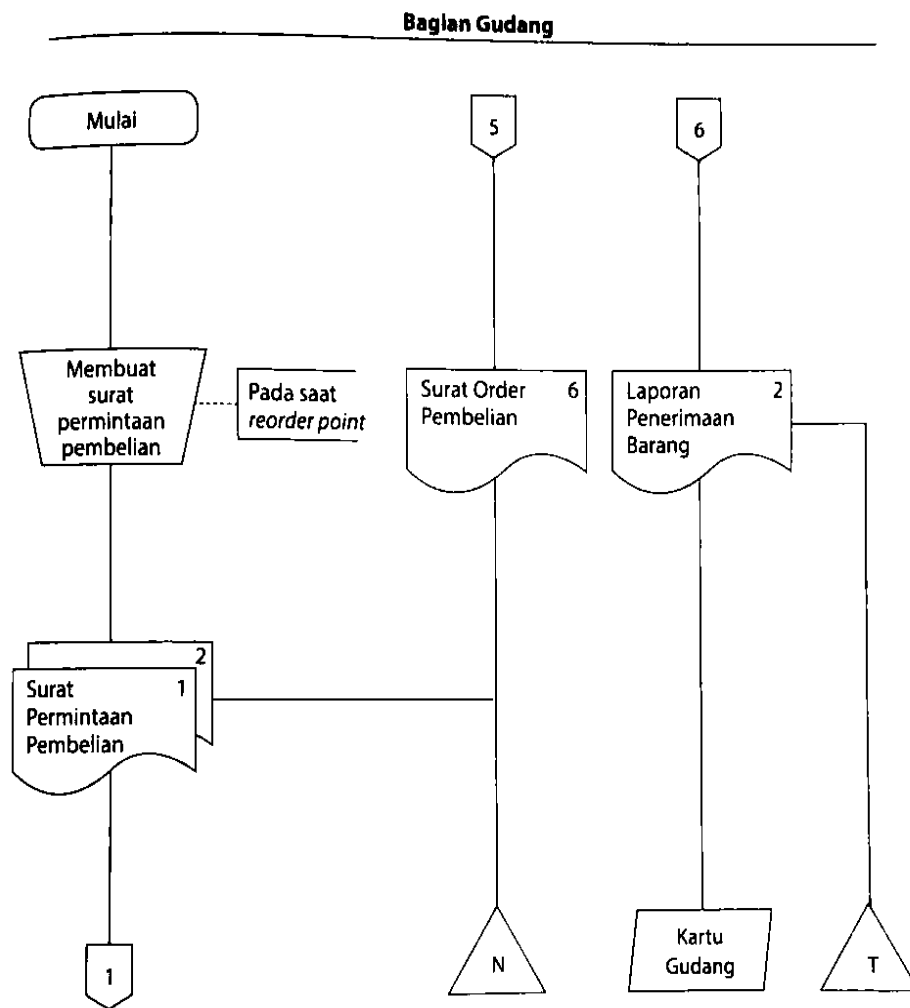 Bagian Gudang
Mulai
5
6
Membuat
surat
permintaan
pembelian
Pada saat
reorder point
Surat Order 6
Pembelian
Laporan 2
Penerimaan
Barang
2
Surat 1
Permintaan
Pembelian
1
N
Kartu
Gudang
T